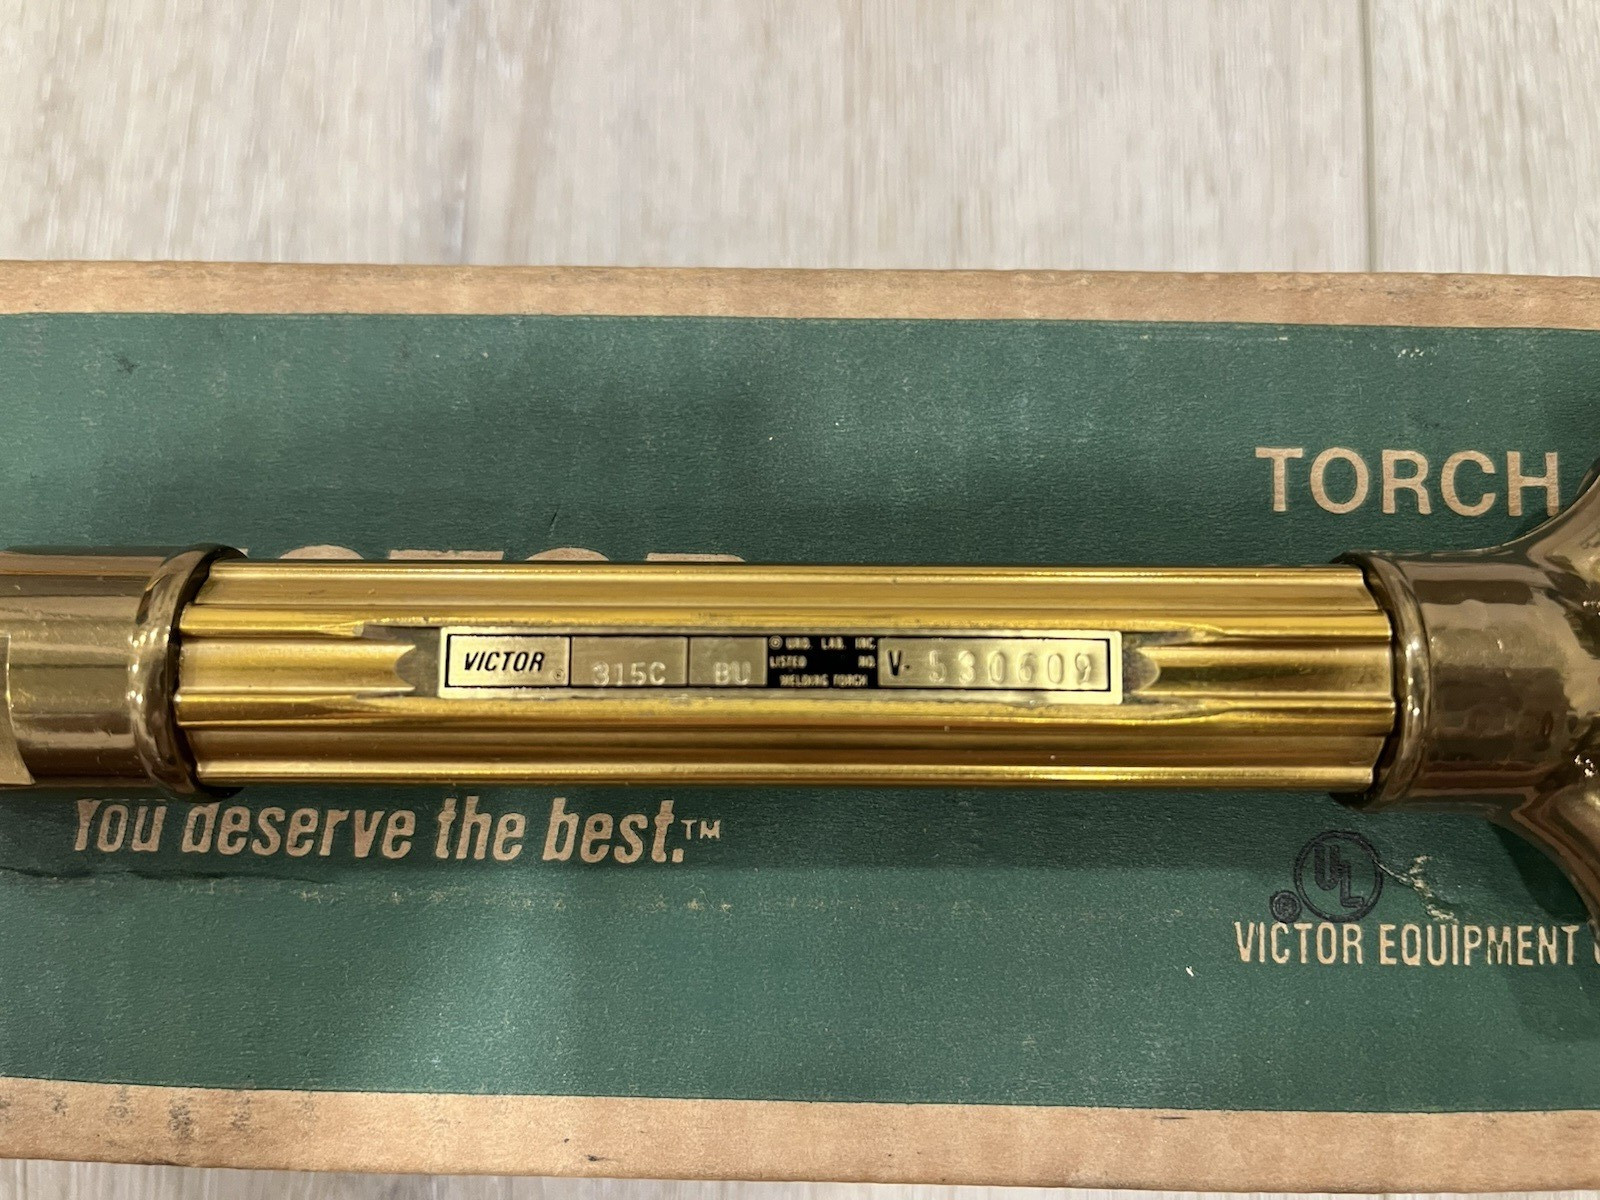 TORCH
VICTOR 315C BU V- 530609
© UND. LAB. INC.
LISTED NO.
WELDING TORCH
You deserve the best.™
UL ®
VICTOR EQUIPMENT